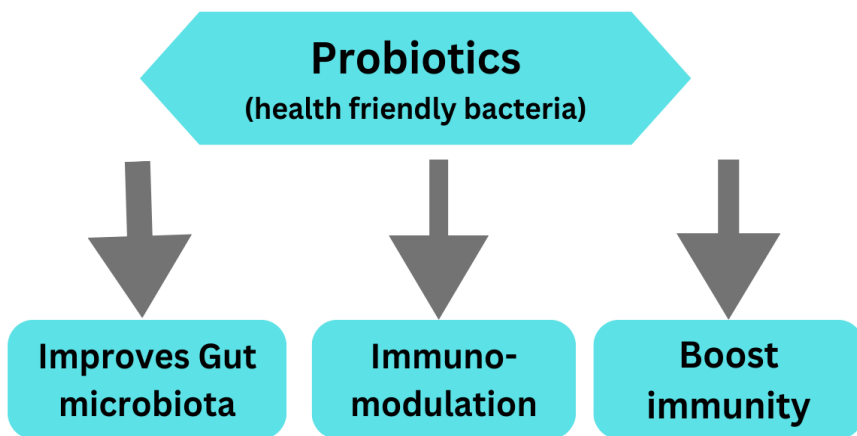 Probiotics
(health friendly bacteria)
Improves Gut
microbiota
Immuno-
modulation
Boost
immunity